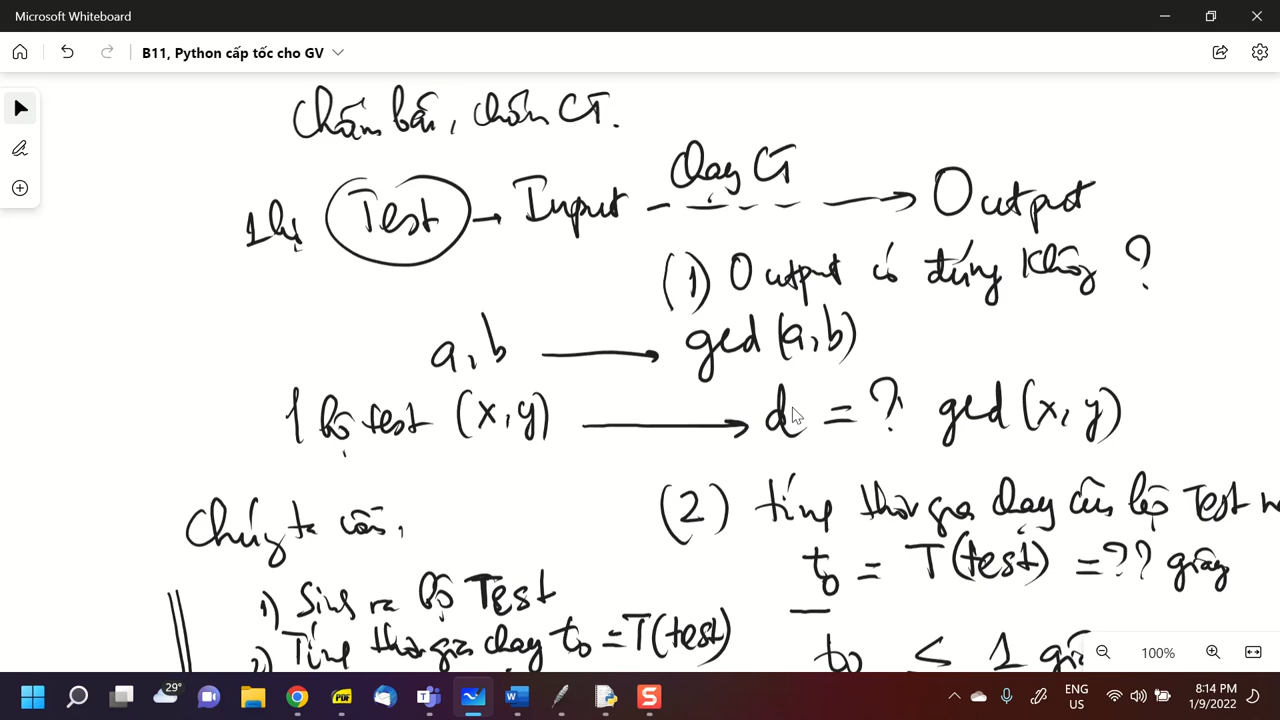 Microsoft Whiteboard
B11, Python cấp tốc cho GV
Chấm bài, chấm CT.
Test → Input chạy CT → Output
(1) Output có đúng không ?
a, b → gcd(a, b)
1 bộ test (x, y) → d = ? gcd(x, y)
(2) tính thời gian chạy của bộ Test
t₀ = T(test) = ?? giây
Chúng ta cần,
1) Sinh ra bộ Test
2) Tính thời gian chạy t₀ = T(test)
t₀ ≤ 1
100%
29°
ENG
US
8:14 PM
1/9/2022